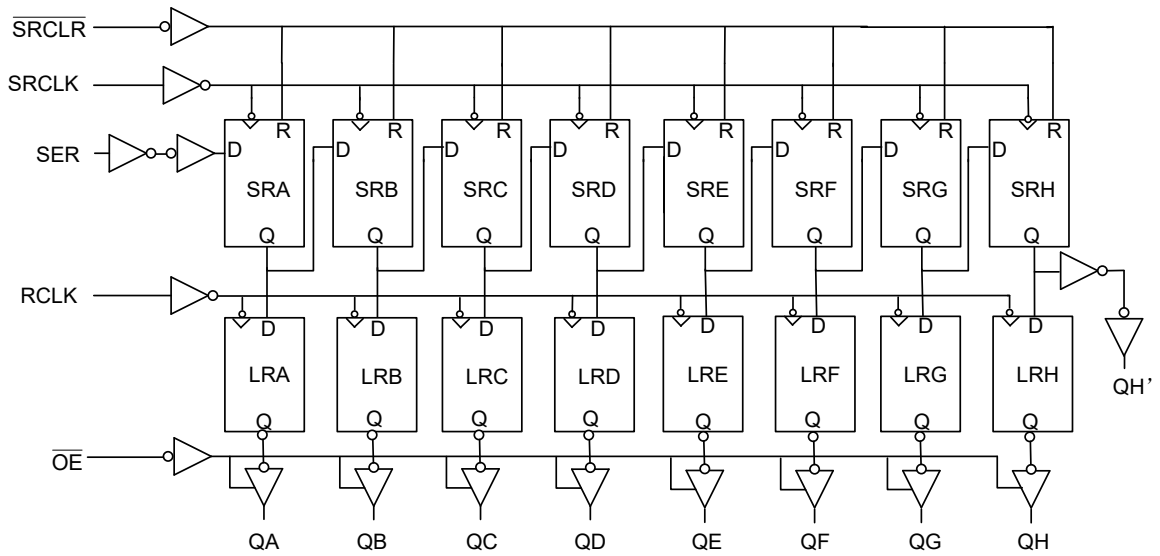 SRCLR
SRCLK
R R R R R R R R
SER
D D D D D D D D
SRA SRB SRC SRD SRE SRF SRG SRH
Q Q Q Q Q Q Q Q
RCLK
D D D D D D D D
LRA LRB LRC LRD LRE LRF LRG LRH
QH’
Q Q Q Q Q Q Q Q
OE
QA QB QC QD QE QF QG QH